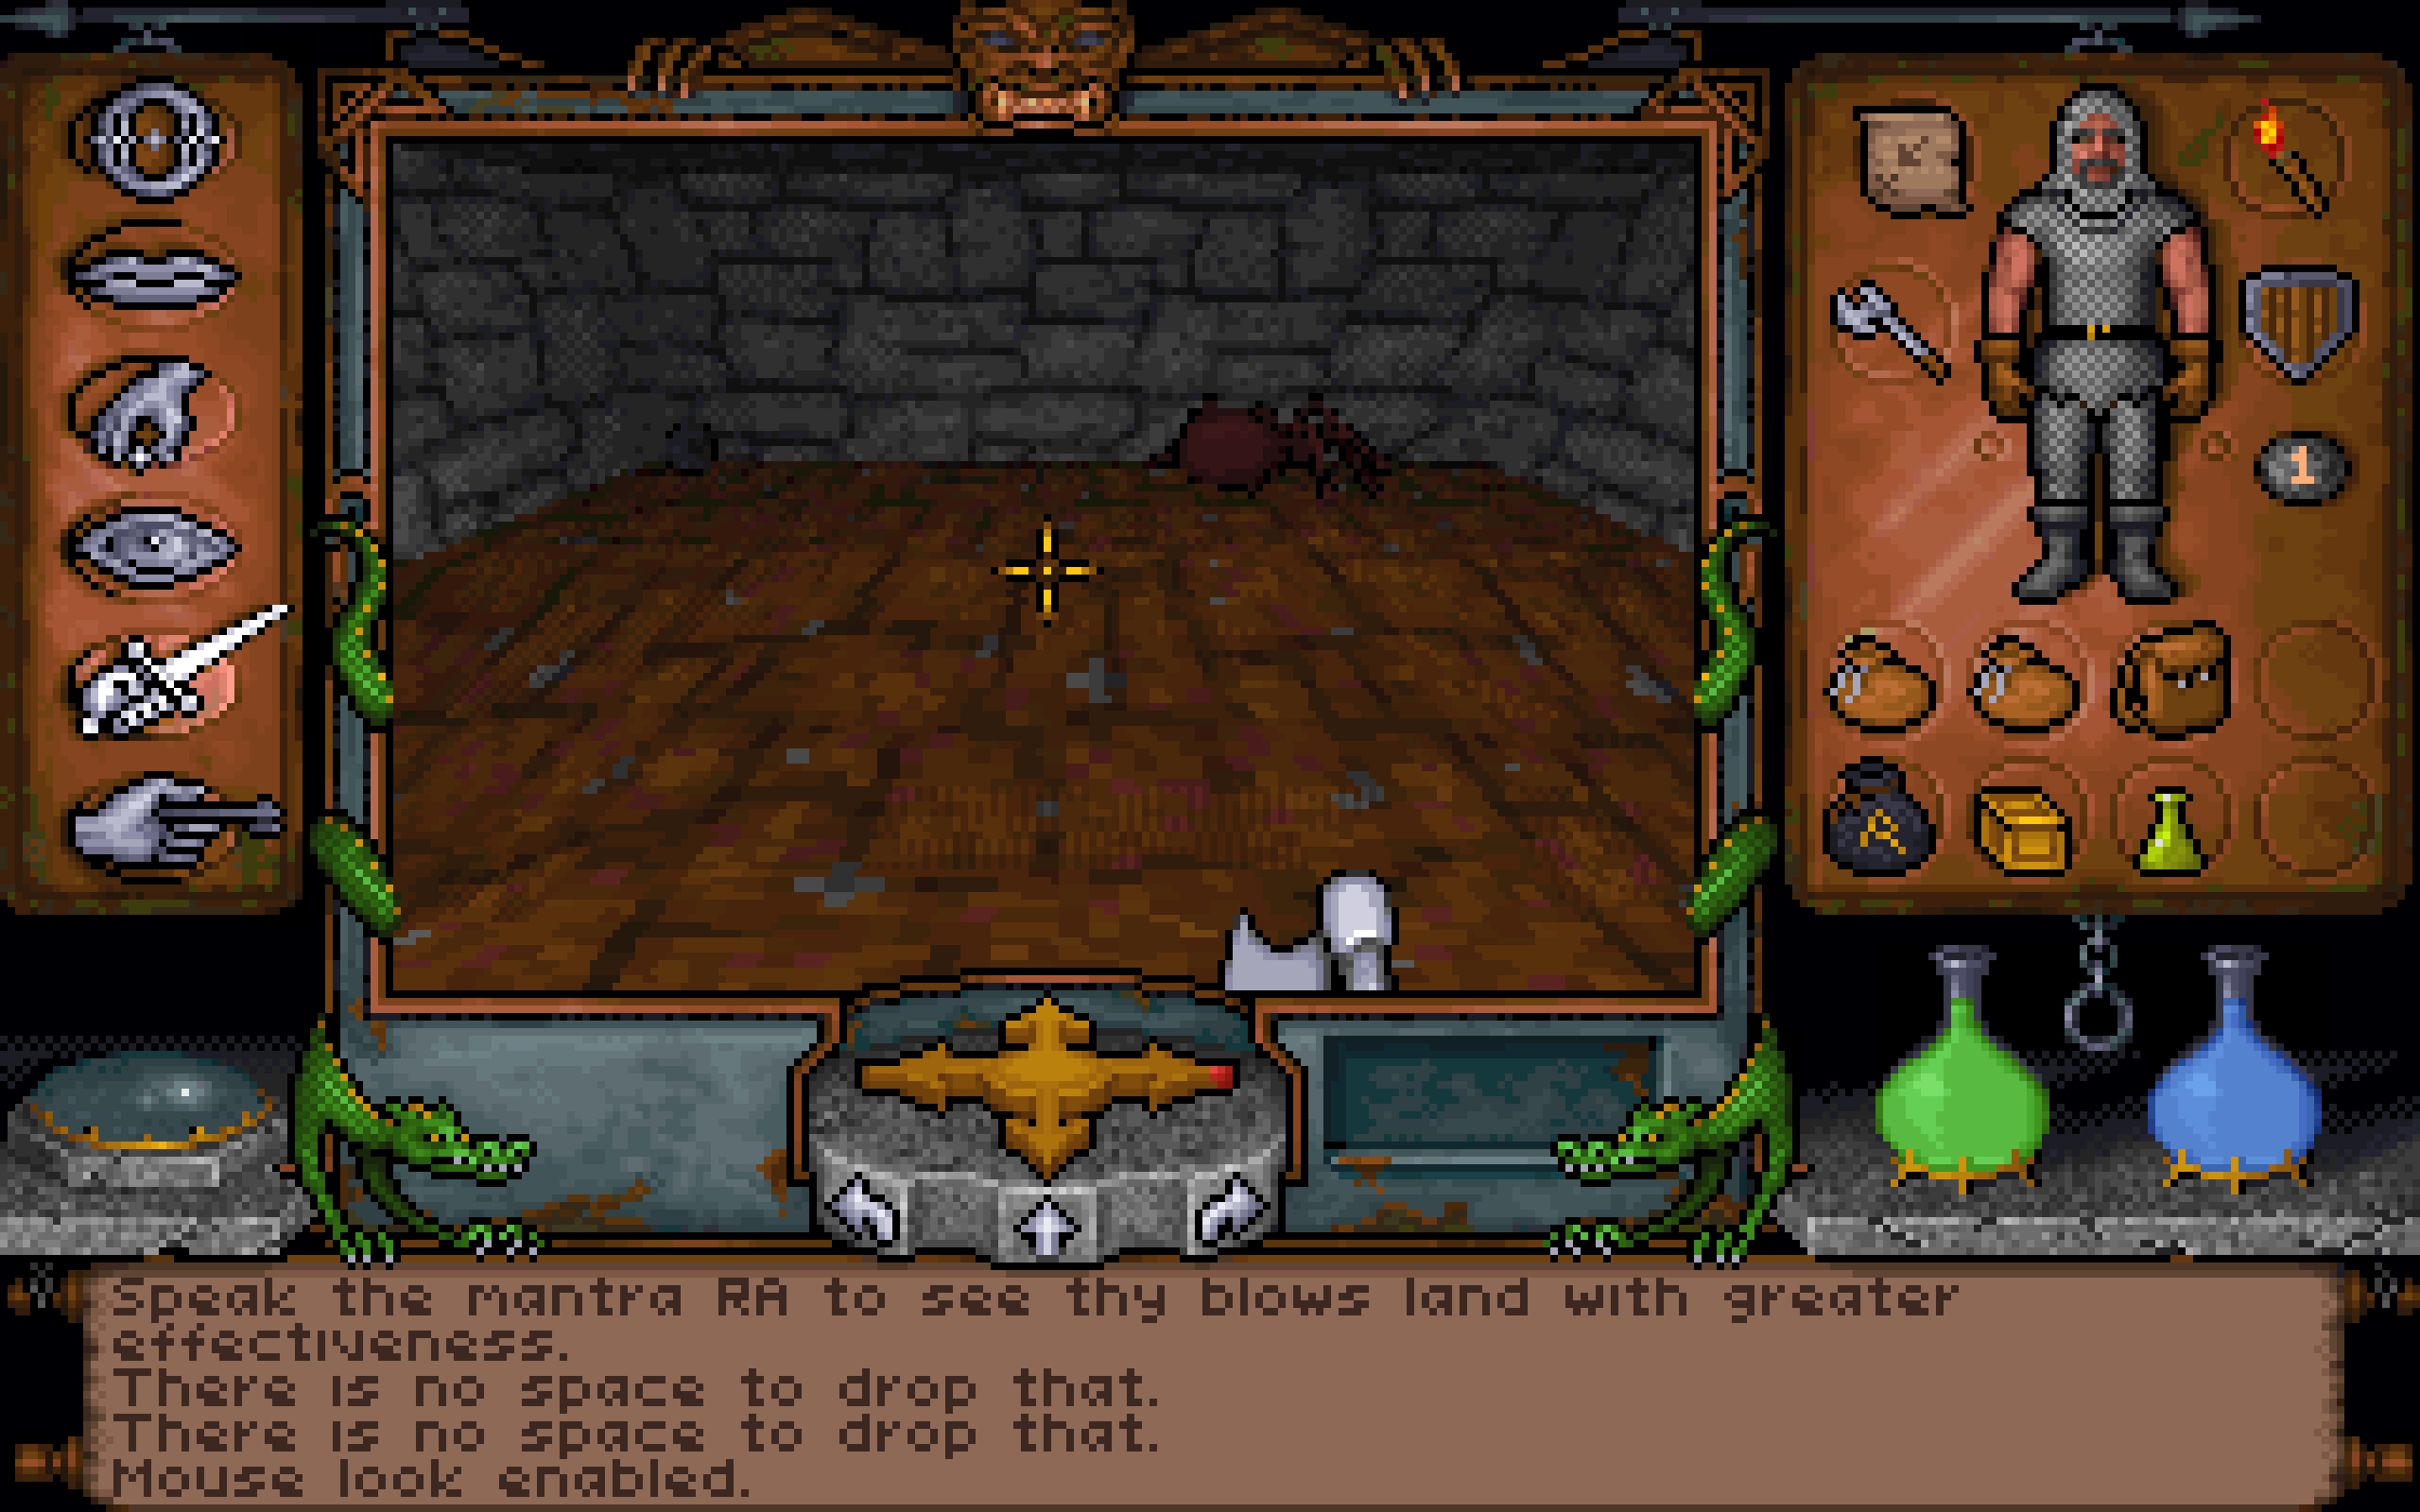 1
Speak the mantra RA to see thy blows land with greater
effectiveness.
There is no space to drop that.
There is no space to drop that.
Mouse look enabled.